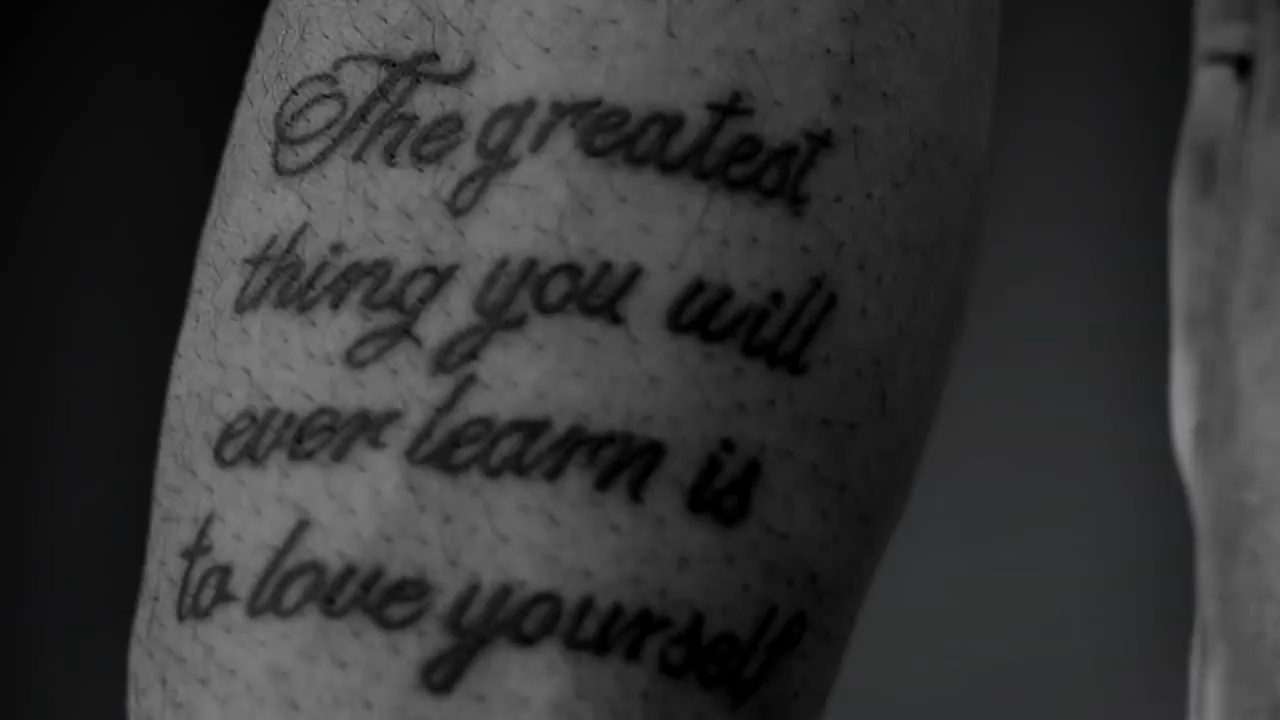 The greatest
thing you will
ever learn is
to love yourself